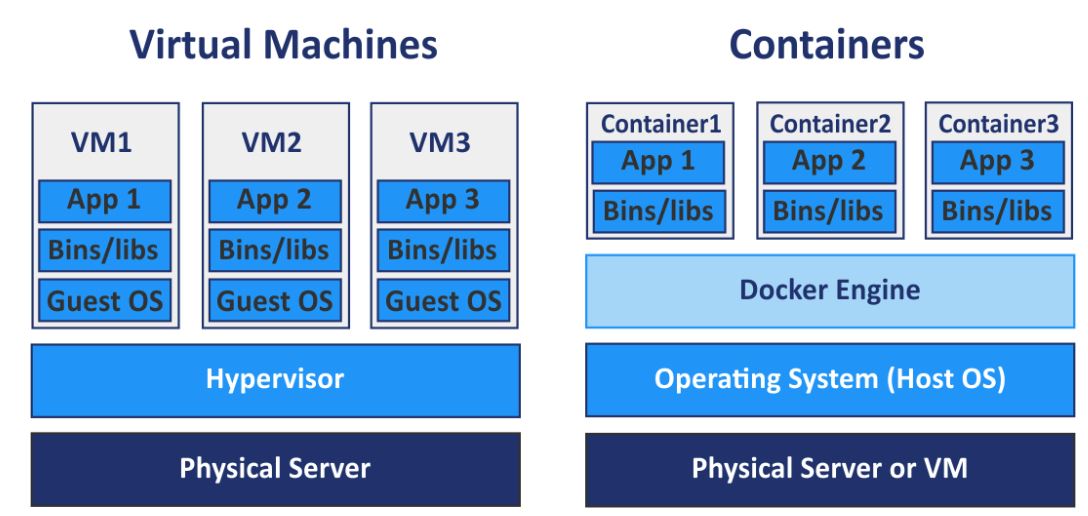 Virtual Machines
VM1
App 1
Bins/libs
Guest OS
VM2
App 2
Bins/libs
Guest OS
VM3
App 3
Bins/libs
Guest OS
Hypervisor
Physical Server
Containers
Container1
App 1
Bins/libs
Container2
App 2
Bins/libs
Container3
App 3
Bins/libs
Docker Engine
Operating System (Host OS)
Physical Server or VM